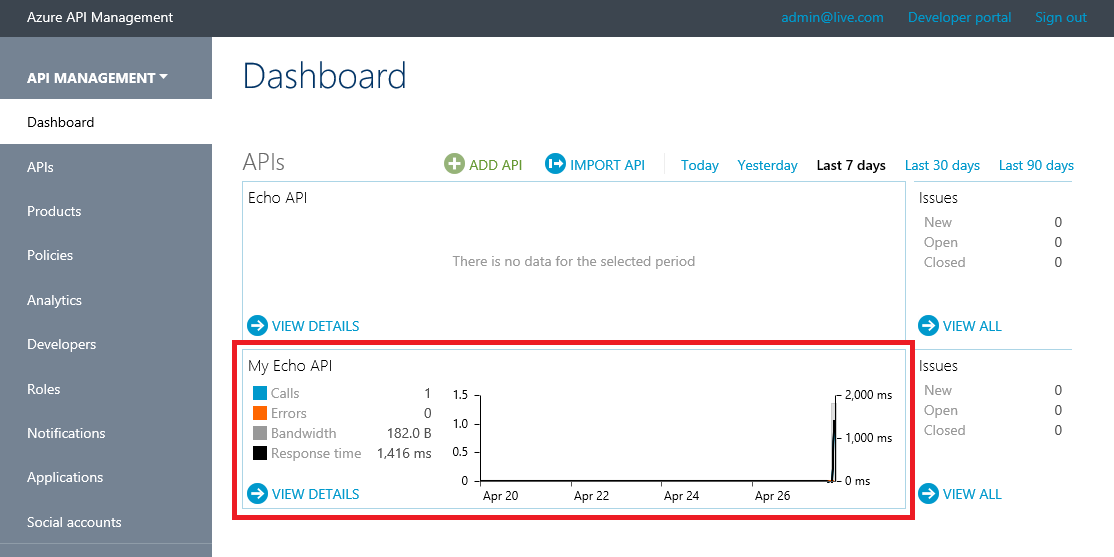 Azure API Management
admin@live.com Developer portal Sign out
API MANAGEMENT
Dashboard
APIs
Products
Policies
Analytics
Developers
Roles
Notifications
Applications
Social accounts
Dashboard
APIs ADD API IMPORT API Today Yesterday Last 7 days Last 30 days Last 90 days
Echo API
There is no data for the selected period
VIEW DETAILS
Issues
New 0
Open 0
Closed 0
VIEW ALL
My Echo API
Calls 1
Errors 0
Bandwidth 182.0 B
Response time 1,416 ms
VIEW DETAILS
1.5
1.0
0.5
0
2,000 ms
1,000 ms
0 ms
Apr 20 Apr 22 Apr 24 Apr 26
Issues
New 0
Open 0
Closed 0
VIEW ALL